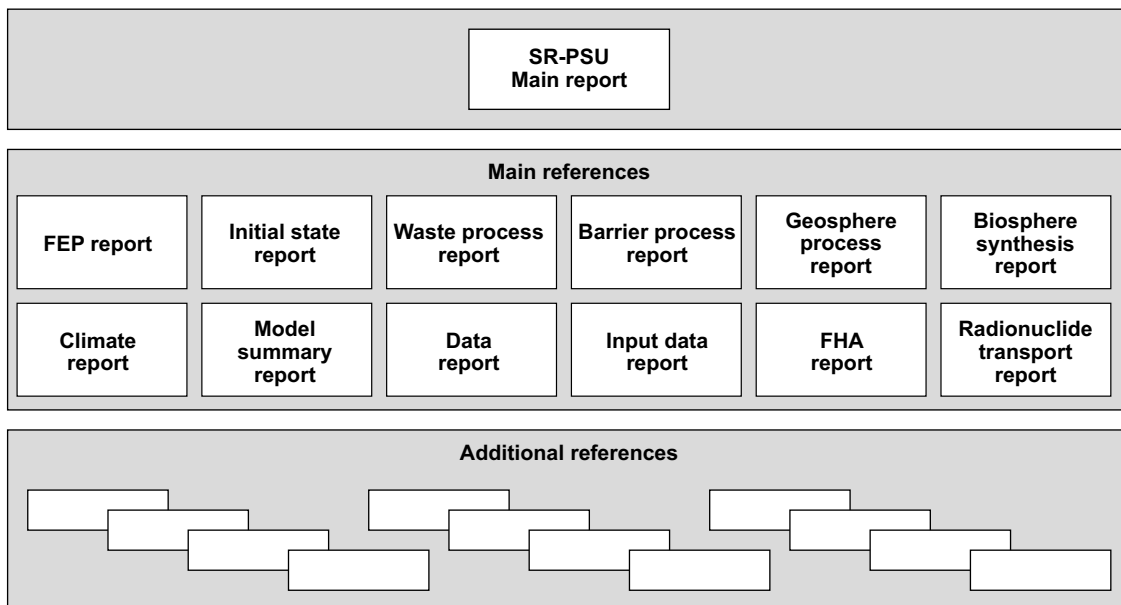 SR-PSU
Main report
Main references
FEP report
Initial state
report
Waste process
report
Barrier process
report
Geosphere
process
report
Biosphere
synthesis
report
Climate
report
Model
summary
report
Data
report
Input data
report
FHA
report
Radionuclide
transport
report
Additional references